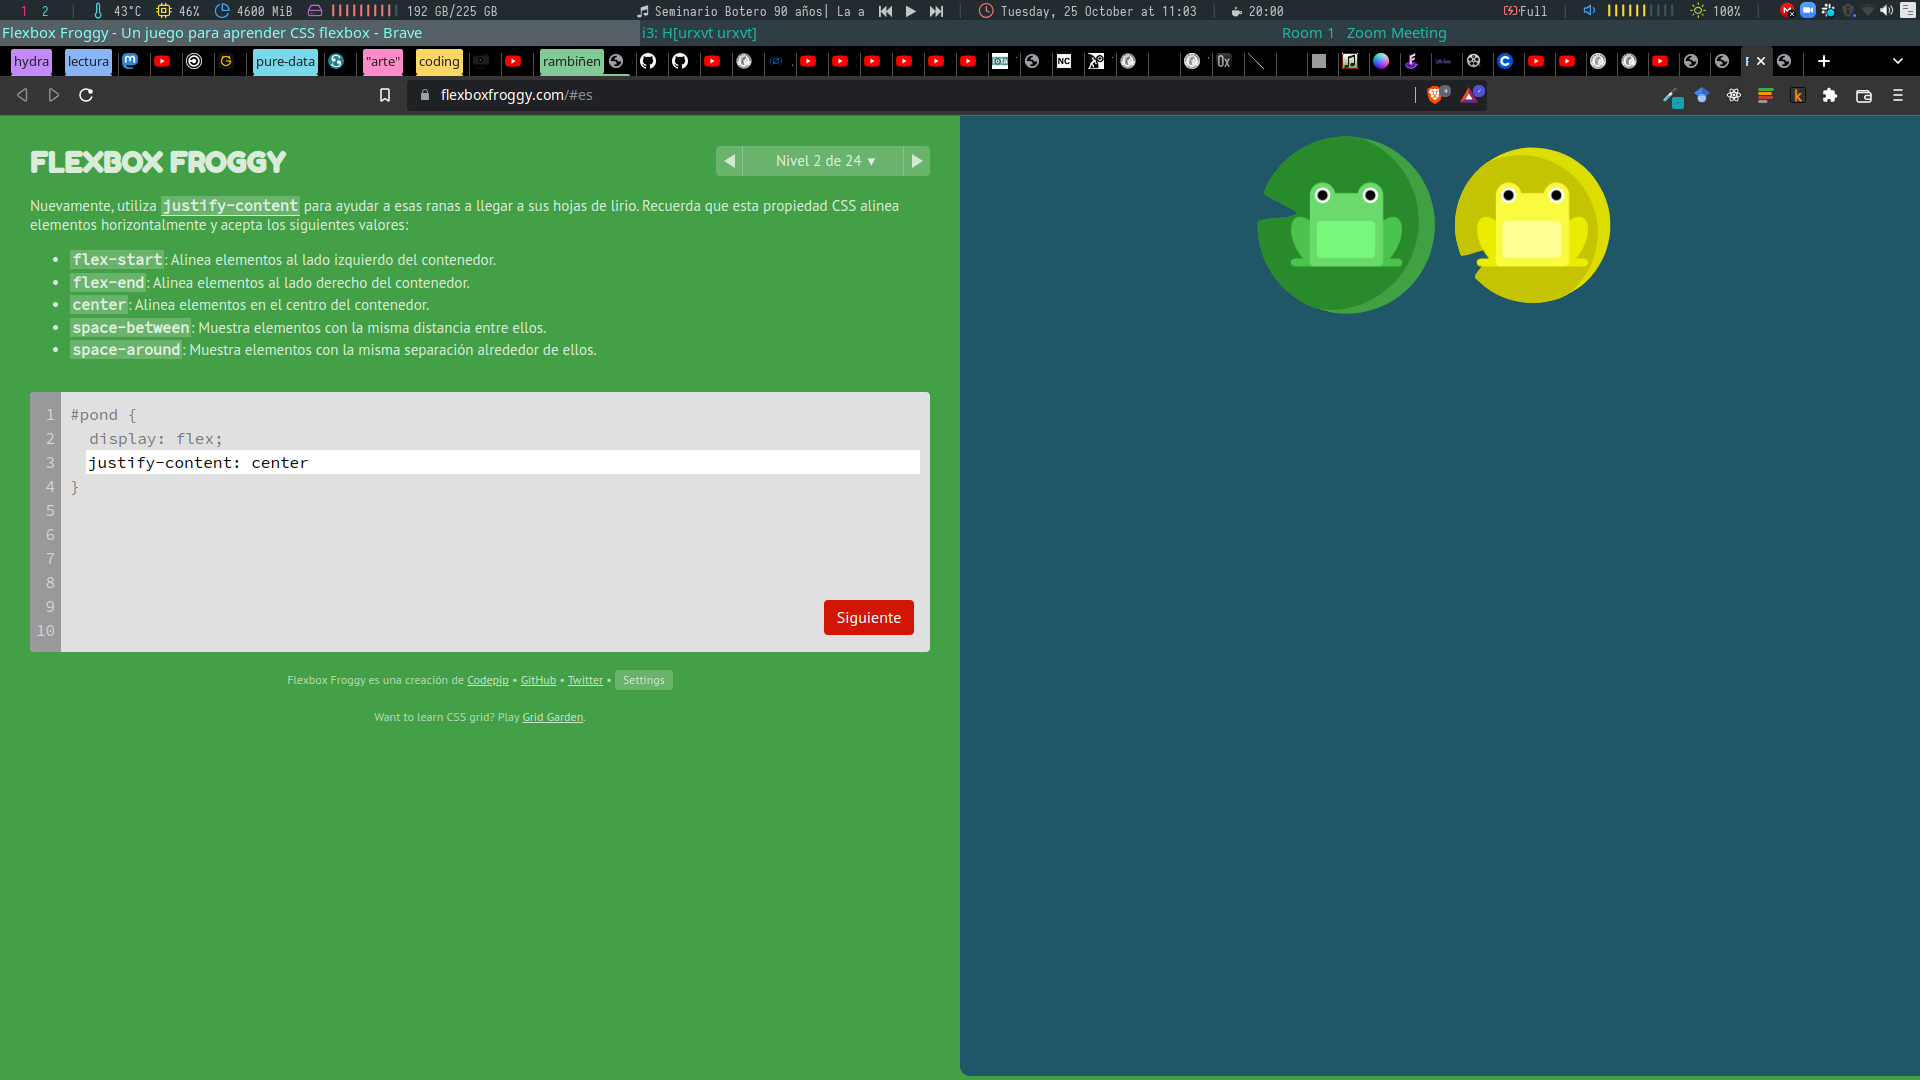 1 2 43°C 46% 4600 MiB 192 GB/225 GB Seminario Botero 90 años| La a Tuesday, 25 October at 11:03 20:00 Full 100%
Flexbox Froggy - Un juego para aprender CSS flexbox - Brave i3: H[urxvt urxvt] Room 1 Zoom Meeting
hydra lectura pure-data "arte" coding rambiñen
flexboxfroggy.com/#es
FLEXBOX FROGGY
Nivel 2 de 24 ▼
Nuevamente, utiliza justify-content para ayudar a esas ranas a llegar a sus hojas de lirio. Recuerda que esta propiedad CSS alinea
elementos horizontalmente y acepta los siguientes valores:
• flex-start: Alinea elementos al lado izquierdo del contenedor.
• flex-end: Alinea elementos al lado derecho del contenedor.
• center: Alinea elementos en el centro del contenedor.
• space-between: Muestra elementos con la misma distancia entre ellos.
• space-around: Muestra elementos con la misma separación alrededor de ellos.
1 #pond {
2 display: flex;
3 justify-content: center
4 }
5
6
7
8
9
10
Siguiente
Flexbox Froggy es una creación de Codepip • GitHub • Twitter • Settings
Want to learn CSS grid? Play Grid Garden.